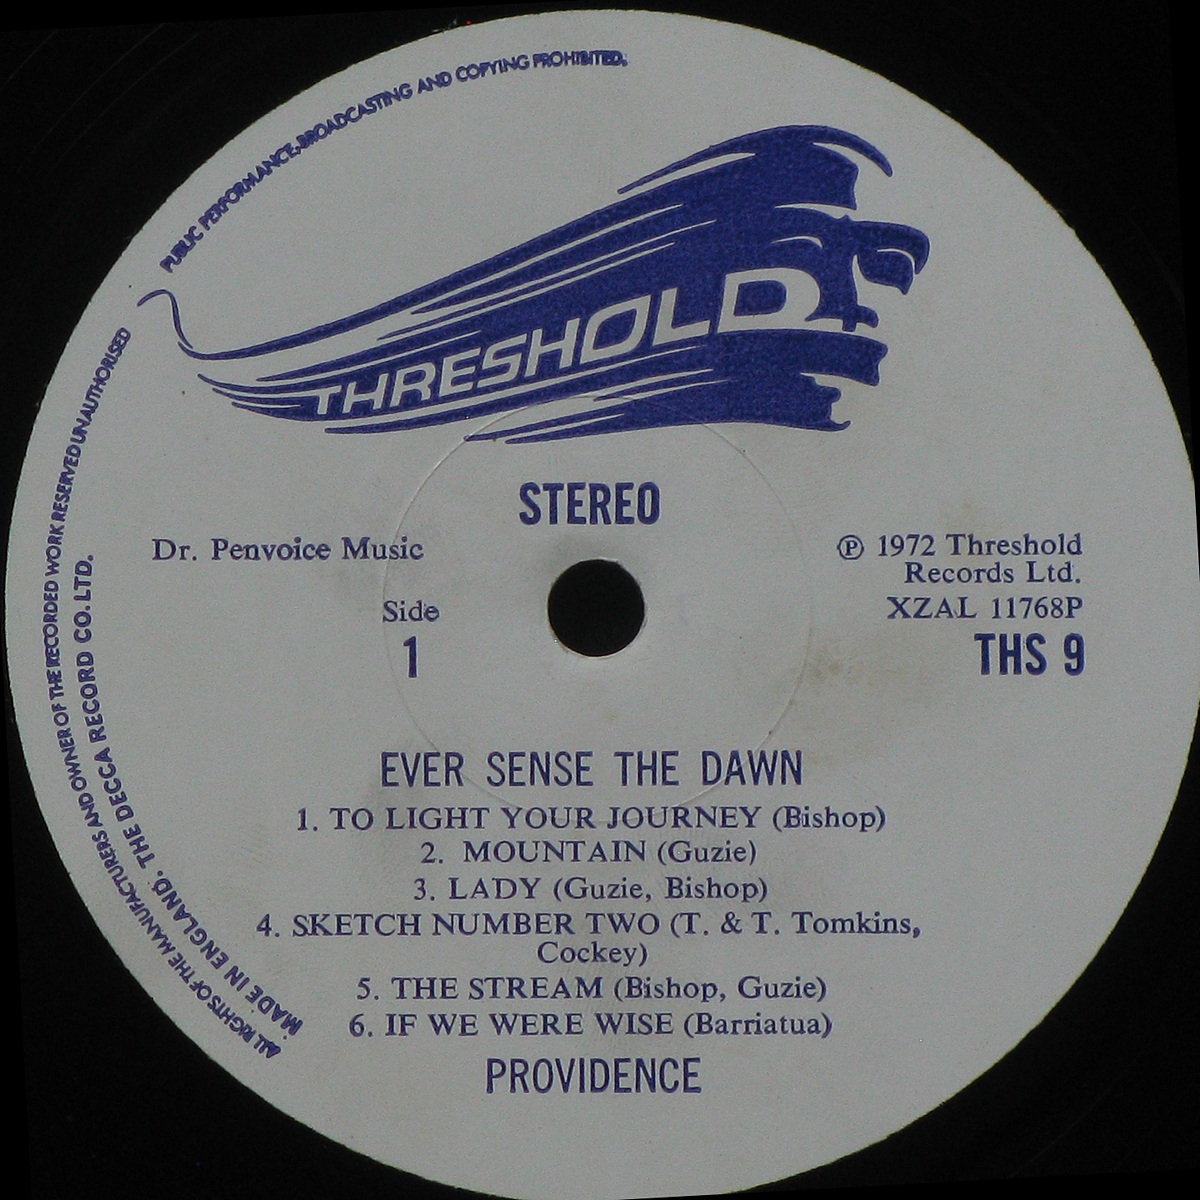 PUBLIC PERFORMANCE, BROADCASTING AND COPYING PROHIBITED.
ALL RIGHTS OF THE MANUFACTURERS AND OWNER OF THE RECORDED WORK RESERVED UNAUTHORISED
MADE IN ENGLAND. THE DECCA RECORD CO. LTD.
THRESHOLD
STEREO
Dr. Penvoice Music
Side
1
℗ 1972 Threshold
Records Ltd.
XZAL 11768P
THS 9
EVER SENSE THE DAWN
1. TO LIGHT YOUR JOURNEY (Bishop)
2. MOUNTAIN (Guzie)
3. LADY (Guzie, Bishop)
4. SKETCH NUMBER TWO (T. & T. Tomkins,
Cockey)
5. THE STREAM (Bishop, Guzie)
6. IF WE WERE WISE (Barriatua)
PROVIDENCE